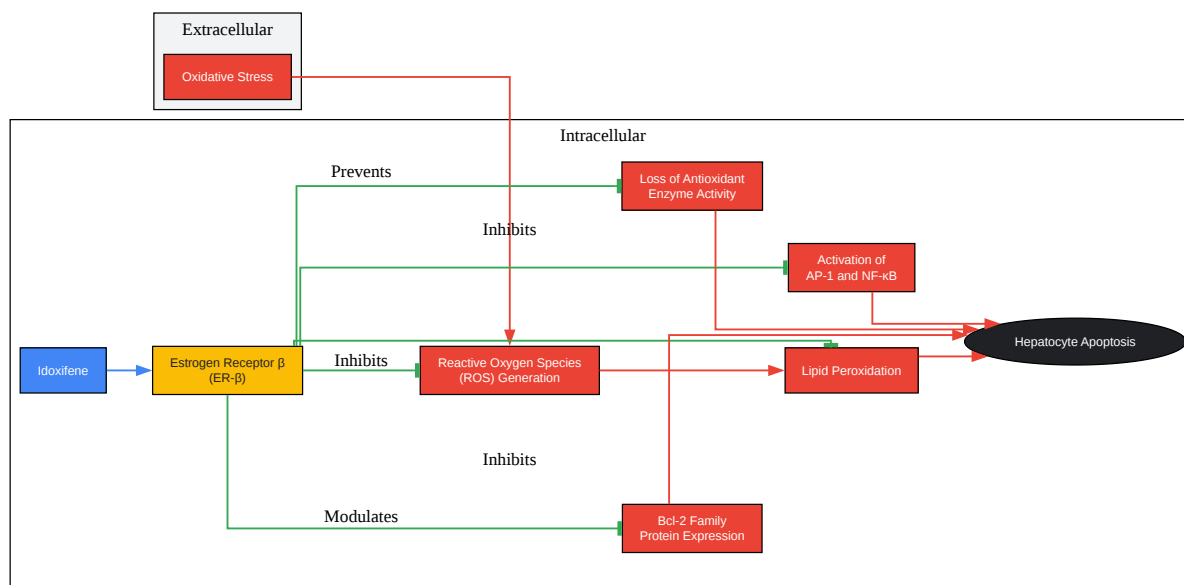 Extracellular
Oxidative Stress
Intracellular
Prevents
Loss of Antioxidant
Enzyme Activity
Inhibits
Activation of
AP-1 and NF-κB
Hepatocyte Apoptosis
Idoxifene
Estrogen Receptor β
(ER-β)
Inhibits
Reactive Oxygen Species
(ROS) Generation
Lipid Peroxidation
Inhibits
Modulates
Bcl-2 Family
Protein Expression